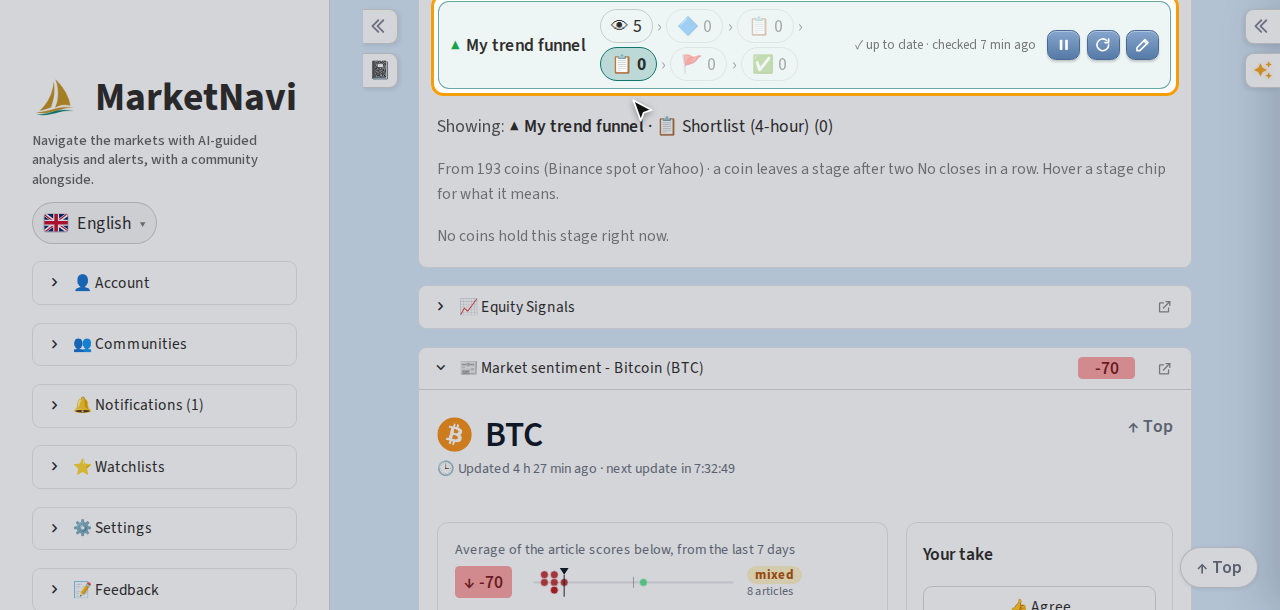 MarketNavi
Navigate the markets with AI-guided
analysis and alerts, with a community
alongside.
English
Account
Communities
Notifications (1)
Watchlists
Settings
Feedback
My trend funnel
5 › 0 › 0 ›
0 › 0 › 0
✓ up to date · checked 7 min ago
Showing: ▲ My trend funnel · Shortlist (4-hour) (0)
From 193 coins (Binance spot or Yahoo) · a coin leaves a stage after two No closes in a row. Hover a stage chip
for what it means.
No coins hold this stage right now.
Equity Signals
Market sentiment - Bitcoin (BTC)
-70
BTC
↑ Top
Updated 4 h 27 min ago · next update in 7:32:49
Average of the article scores below, from the last 7 days
↓ -70
mixed
8 articles
Your take
Agree
↑ Top